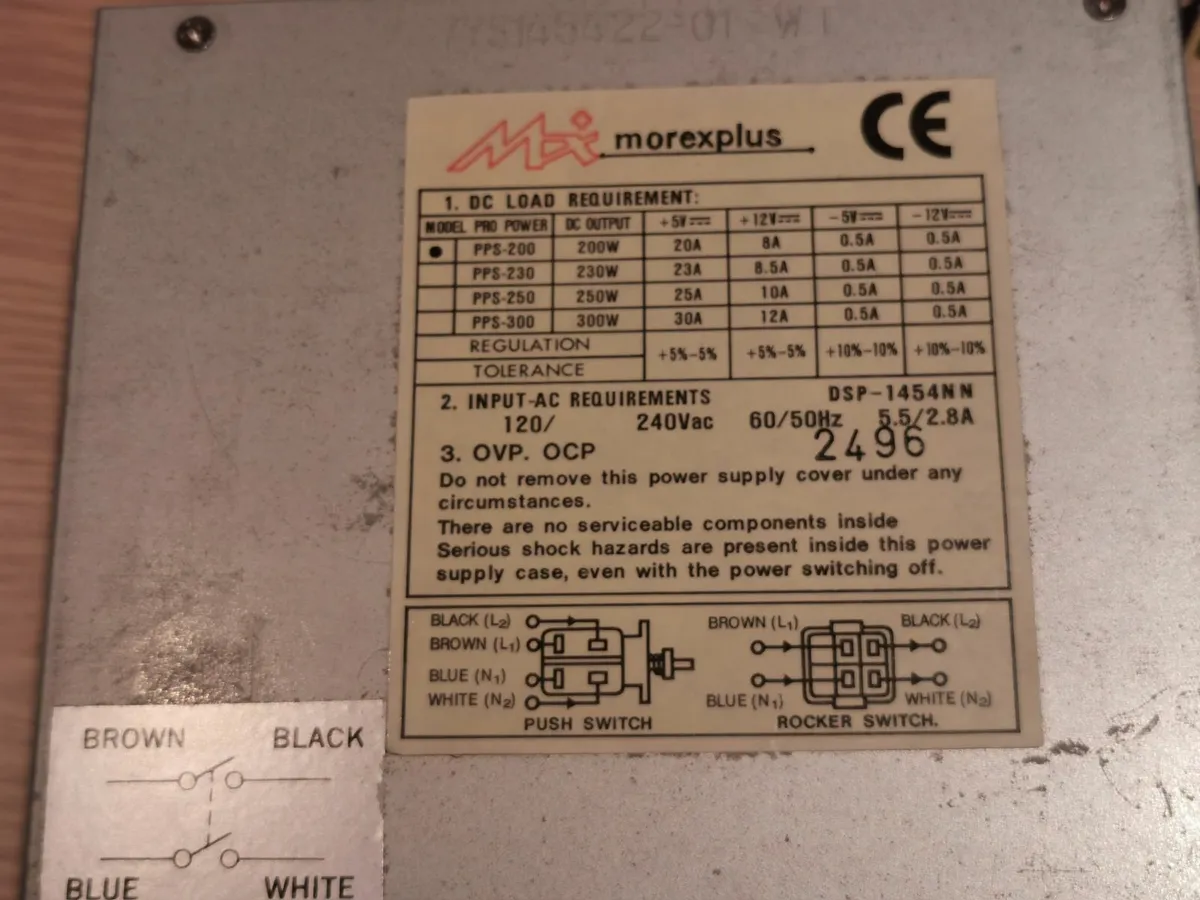 Mxi morexplus CE
1. DC LOAD REQUIREMENT:
MODEL PRO POWER DC OUTPUT +5V +12V -5V -12V
● PPS-200 200W 20A 8A 0.5A 0.5A
PPS-230 230W 23A 8.5A 0.5A 0.5A
PPS-250 250W 25A 10A 0.5A 0.5A
PPS-300 300W 30A 12A 0.5A 0.5A
REGULATION
TOLERANCE +5%-5% +5%-5% +10%-10% +10%-10%
2. INPUT-AC REQUIREMENTS DSP-1454NN
120/ 240Vac 60/50Hz 5.5/2.8A
3. OVP. OCP 2496
Do not remove this power supply cover under any
circumstances.
There are no serviceable components inside
Serious shock hazards are present inside this power
supply case, even with the power switching off.
BLACK (L2)
BROWN (L1)
BLUE (N1)
WHITE (N2)
PUSH SWITCH
BROWN (L1) BLACK (L2)
BLUE (N1) WHITE (N2)
ROCKER SWITCH.
BROWN BLACK
BLUE WHITE